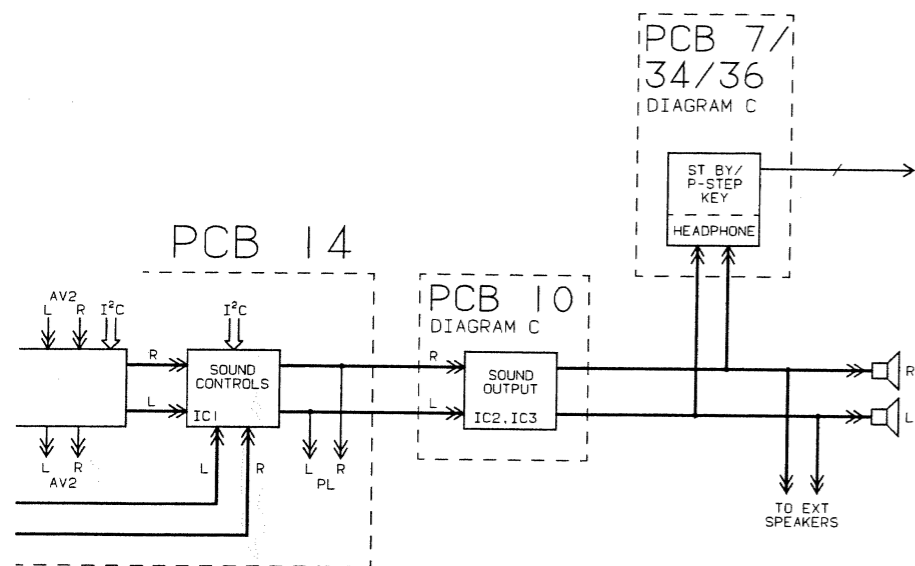 PCB 7/
34/36
DIAGRAM C
ST BY/
P-STEP
KEY
HEADPHONE
PCB 14
PCB 10
DIAGRAM C
AV2
L R I²C
I²C
R
L
SOUND
CONTROLS
IC1
R
L
SOUND
OUTPUT
IC2,IC3
R
L
L R
AV2
L R
L R
PL
TO EXT
SPEAKERS